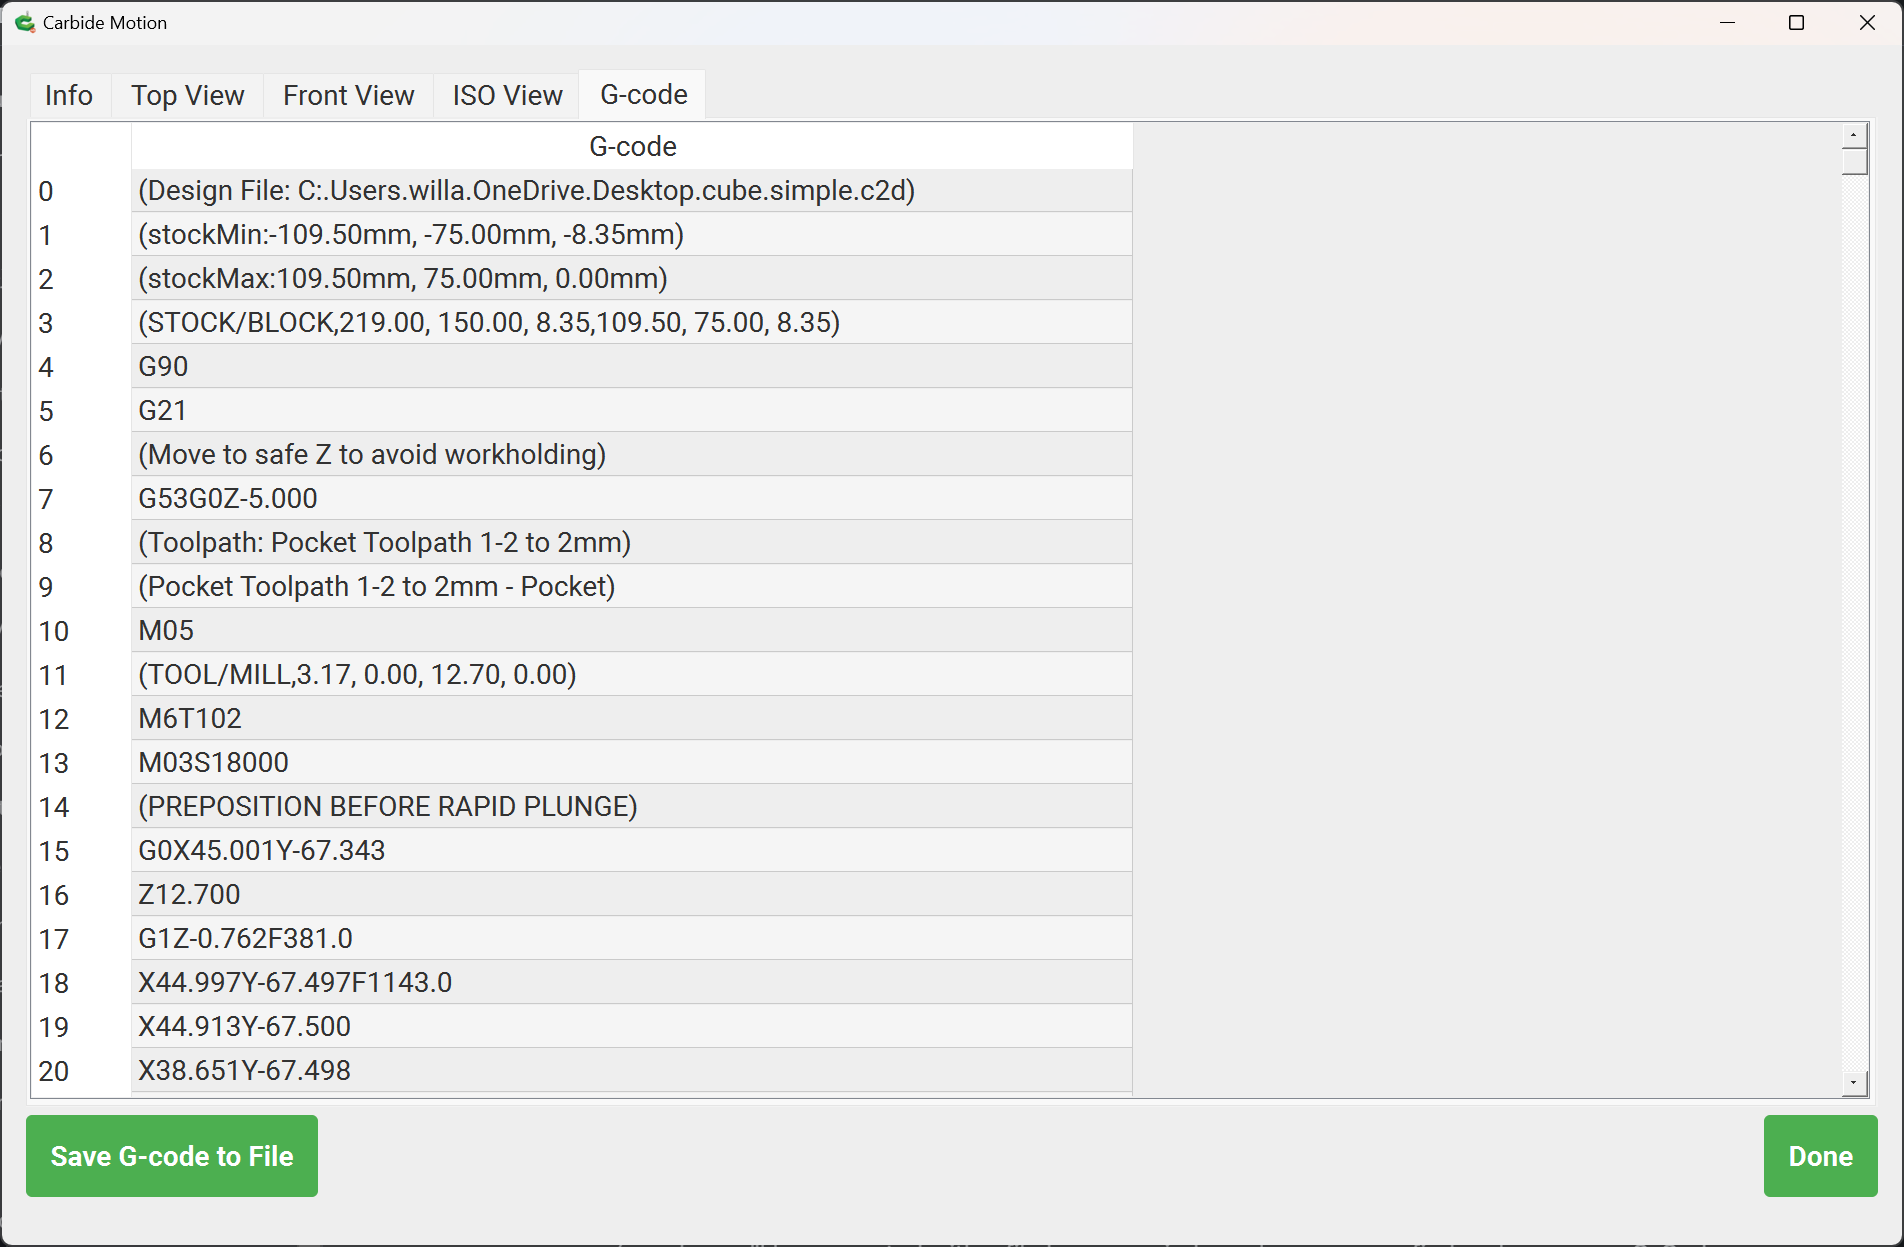 Carbide Motion
Info Top View Front View ISO View G-code
G-code
0 (Design File: C:.Users.willa.OneDrive.Desktop.cube.simple.c2d)
1 (stockMin:-109.50mm, -75.00mm, -8.35mm)
2 (stockMax:109.50mm, 75.00mm, 0.00mm)
3 (STOCK/BLOCK,219.00, 150.00, 8.35,109.50, 75.00, 8.35)
4 G90
5 G21
6 (Move to safe Z to avoid workholding)
7 G53G0Z-5.000
8 (Toolpath: Pocket Toolpath 1-2 to 2mm)
9 (Pocket Toolpath 1-2 to 2mm - Pocket)
10 M05
11 (TOOL/MILL,3.17, 0.00, 12.70, 0.00)
12 M6T102
13 M03S18000
14 (PREPOSITION BEFORE RAPID PLUNGE)
15 G0X45.001Y-67.343
16 Z12.700
17 G1Z-0.762F381.0
18 X44.997Y-67.497F1143.0
19 X44.913Y-67.500
20 X38.651Y-67.498
Save G-code to File Done